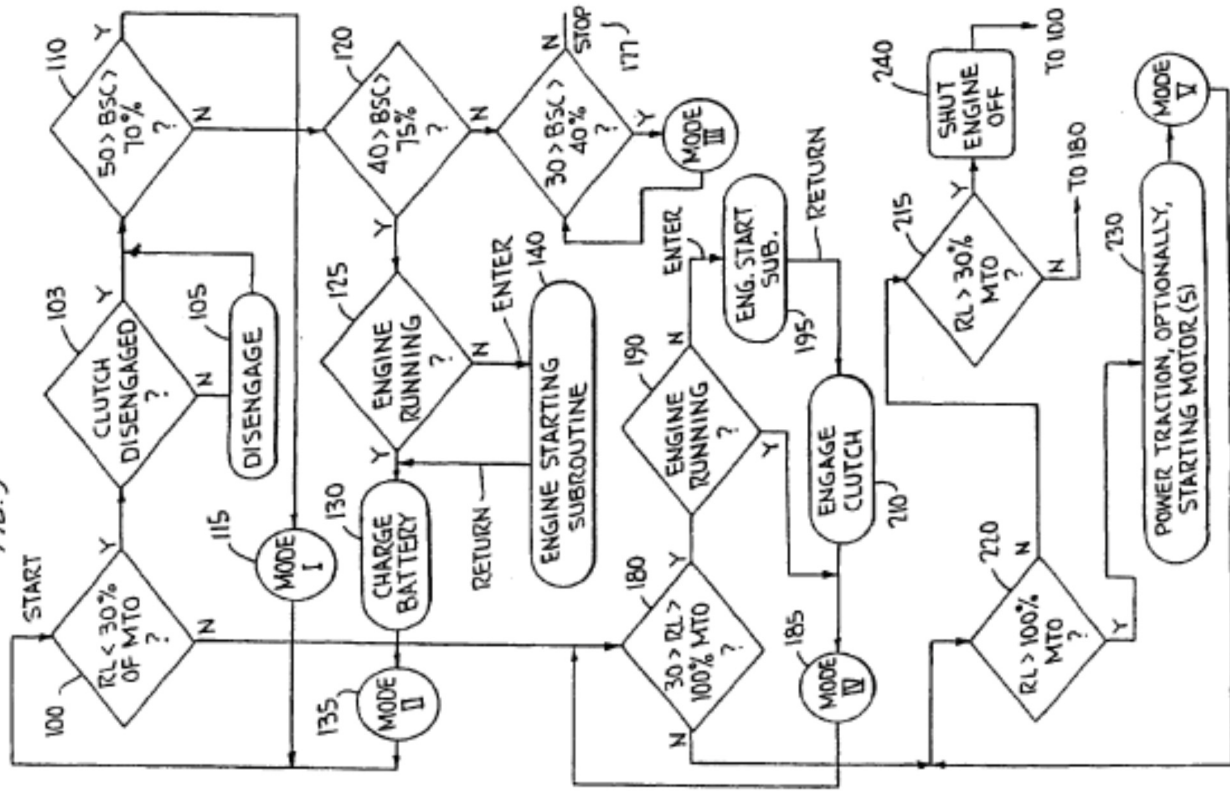 START
RL < 30%
OF MTO
?
100
Y
N
CLUTCH
DISENGAGED
?
103
Y
N
DISENGAGE
105
50 > BSC >
70%
?
110
Y
N
MODE
I
115
40 > BSC >
75%
?
120
Y
N
ENGINE
RUNNING
?
125
Y
N
ENTER
CHARGE
BATTERY
130
MODE
II
135
RETURN
ENGINE STARTING
SUBROUTINE
140
30 > BSC >
40%
?
N
STOP
177
Y
MODE
III
30 > RL >
100% MTO
?
180
Y
N
ENGINE
RUNNING
?
190
N
Y
ENTER
ENG. START
SUB.
195
RETURN
ENGAGE
CLUTCH
210
MODE
IV
185
RL > 100%
MTO
?
220
N
Y
RL > 30%
MTO
?
215
Y
N
TO 180
SHUT
ENGINE
OFF
240
TO 100
POWER TRACTION, OPTIONALLY,
STARTING MOTOR(S)
230
MODE
V